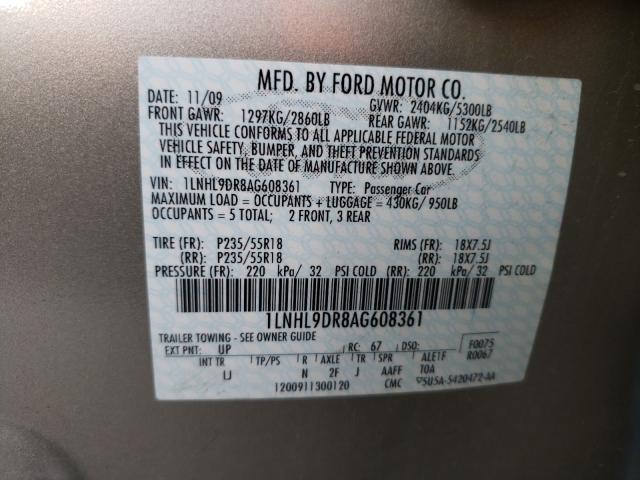 MFD. BY FORD MOTOR CO.
DATE: 11/09 GVWR: 2404KG/5300LB
FRONT GAWR: 1297KG/2860LB REAR GAWR: 1152KG/2540LB
THIS VEHICLE CONFORMS TO ALL APPLICABLE FEDERAL MOTOR
VEHICLE SAFETY, BUMPER, AND THEFT PREVENTION STANDARDS
IN EFFECT ON THE DATE OF MANUFACTURE SHOWN ABOVE.
VIN: 1LNHL9DR8AG608361 TYPE: Passenger Car
MAXIMUM LOAD = OCCUPANTS + LUGGAGE = 430KG/950LB
OCCUPANTS = 5 TOTAL; 2 FRONT, 3 REAR
TIRE (FR): P235/55R18 RIMS (FR): 18X7.5J
(RR): P235/55R18 (RR): 18X7.5J
PRESSURE (FR): 220 kPa/32 PSI COLD (RR): 220 kPa/32 PSI COLD
1LNHL9DR8AG608361
TRAILER TOWING - SEE OWNER GUIDE F0075
EXT PNT: UP RC: 67 DSO: R0067
INT TR TP/PS R AXLE TR SPR ALE1F
IJ N 2F J AAFF TOA
1200911300120 CMC 5U5A-5420472-AA